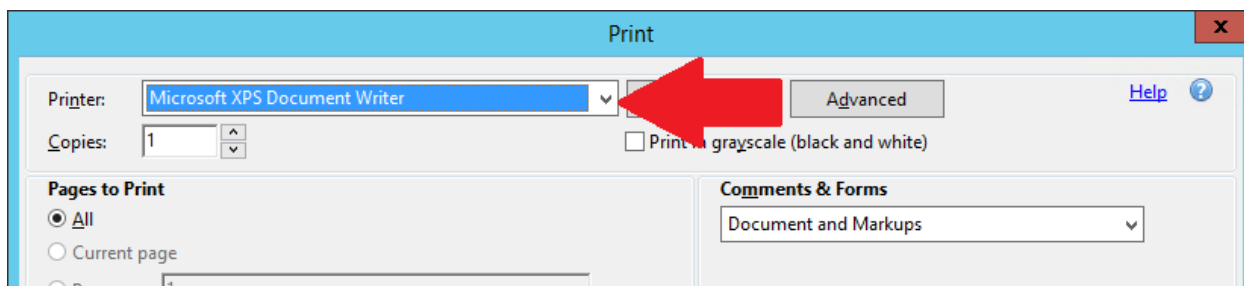 Print
x
Printer: Microsoft XPS Document Writer Advanced Help ?
Copies: 1 Print in grayscale (black and white)
Pages to Print Comments & Forms
All Document and Markups
Current page
1